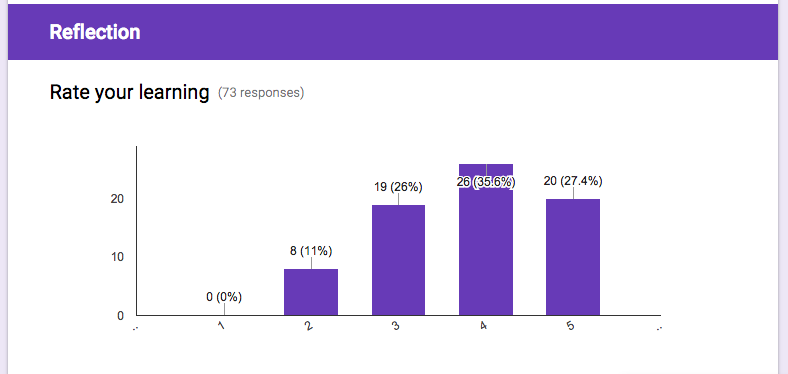 Reflection
Rate your learning (73 responses)
26 (35.6%)
20 (27.4%)
19 (26%)
20
8 (11%)
10
0 (0%)
0
.. 1 2 3 4 5 ..